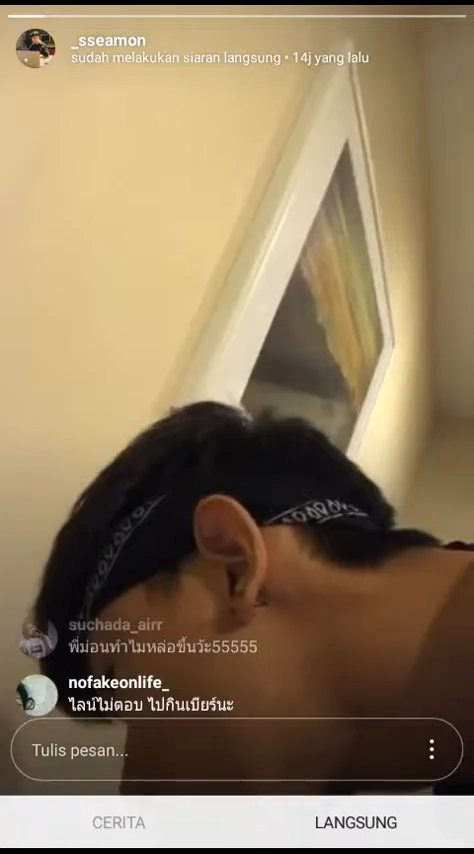 _sseamon
sudah melakukan siaran langsung • 14j yang lalu
suchada_airr
พี่ม่อนทำไมหล่อขึ้นวัะ55555
nofakeonlife_
ไลน์ไม่ตอบ ไปกินเบียร์นะ
Tulis pesan...
CERITA
LANGSUNG